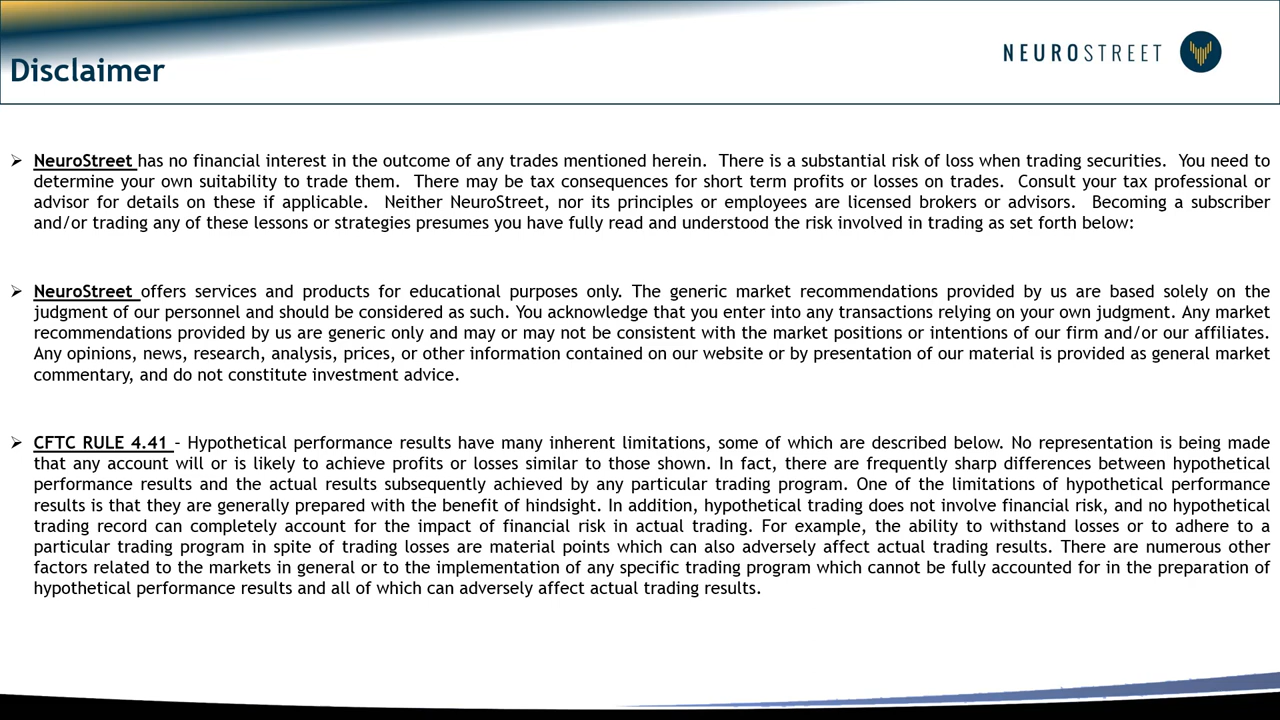 NEUROSTREET
Disclaimer
➢ NeuroStreet has no financial interest in the outcome of any trades mentioned herein.  There is a substantial risk of loss when trading securities.  You need to
determine your own suitability to trade them.  There may be tax consequences for short term profits or losses on trades.  Consult your tax professional or
advisor for details on these if applicable.  Neither NeuroStreet, nor its principles or employees are licensed brokers or advisors.  Becoming a subscriber
and/or trading any of these lessons or strategies presumes you have fully read and understood the risk involved in trading as set forth below:
➢ NeuroStreet offers services and products for educational purposes only. The generic market recommendations provided by us are based solely on the
judgment of our personnel and should be considered as such. You acknowledge that you enter into any transactions relying on your own judgment. Any market
recommendations provided by us are generic only and may or may not be consistent with the market positions or intentions of our firm and/or our affiliates.
Any opinions, news, research, analysis, prices, or other information contained on our website or by presentation of our material is provided as general market
commentary, and do not constitute investment advice.
➢ CFTC RULE 4.41 – Hypothetical performance results have many inherent limitations, some of which are described below. No representation is being made
that any account will or is likely to achieve profits or losses similar to those shown. In fact, there are frequently sharp differences between hypothetical
performance results and the actual results subsequently achieved by any particular trading program. One of the limitations of hypothetical performance
results is that they are generally prepared with the benefit of hindsight. In addition, hypothetical trading does not involve financial risk, and no hypothetical
trading record can completely account for the impact of financial risk in actual trading. For example, the ability to withstand losses or to adhere to a
particular trading program in spite of trading losses are material points which can also adversely affect actual trading results. There are numerous other
factors related to the markets in general or to the implementation of any specific trading program which cannot be fully accounted for in the preparation of
hypothetical performance results and all of which can adversely affect actual trading results.